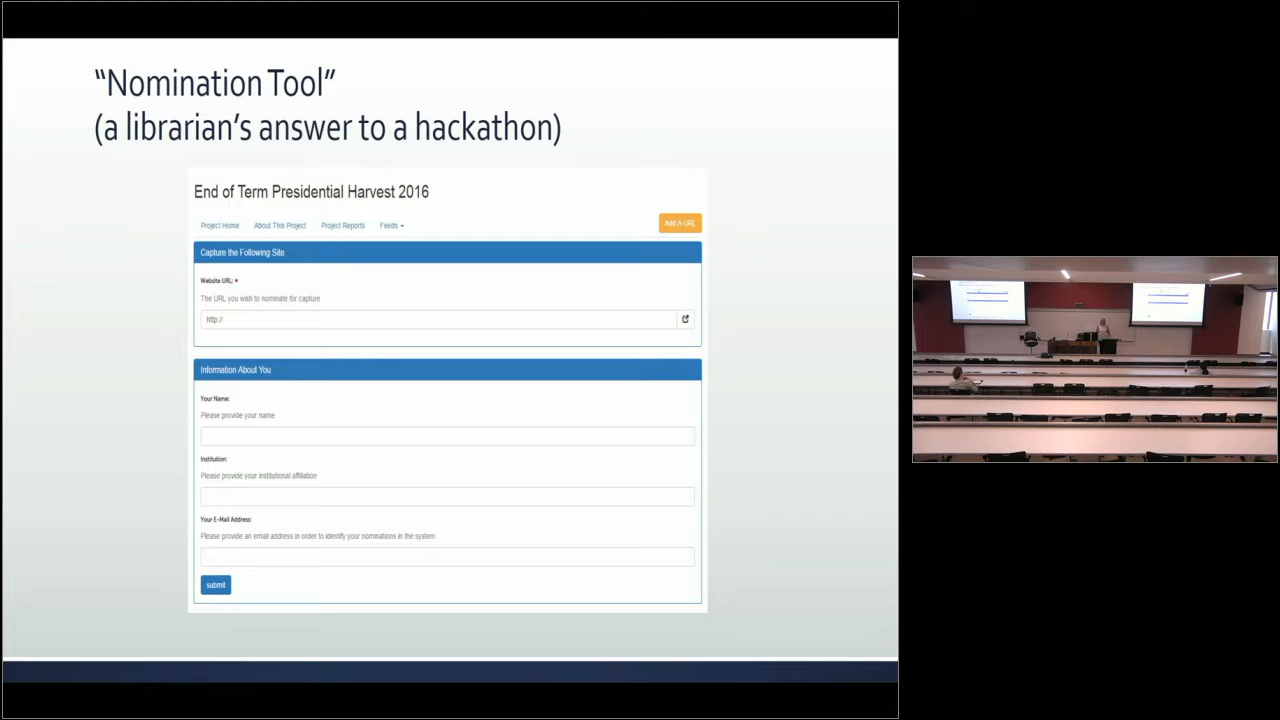 “Nomination Tool”
(a librarian’s answer to a hackathon)
End of Term Presidential Harvest 2016
Project Home About This Project Project Reports Feeds
Add A URL
Capture the Following Site
Website URL: *
The URL you wish to nominate for capture
http://
Information About You
Your Name:
Please provide your name
Institution:
Please provide your institutional affiliation
Your E-Mail Address:
Please provide an email address in order to identify your nominations in the system
submit